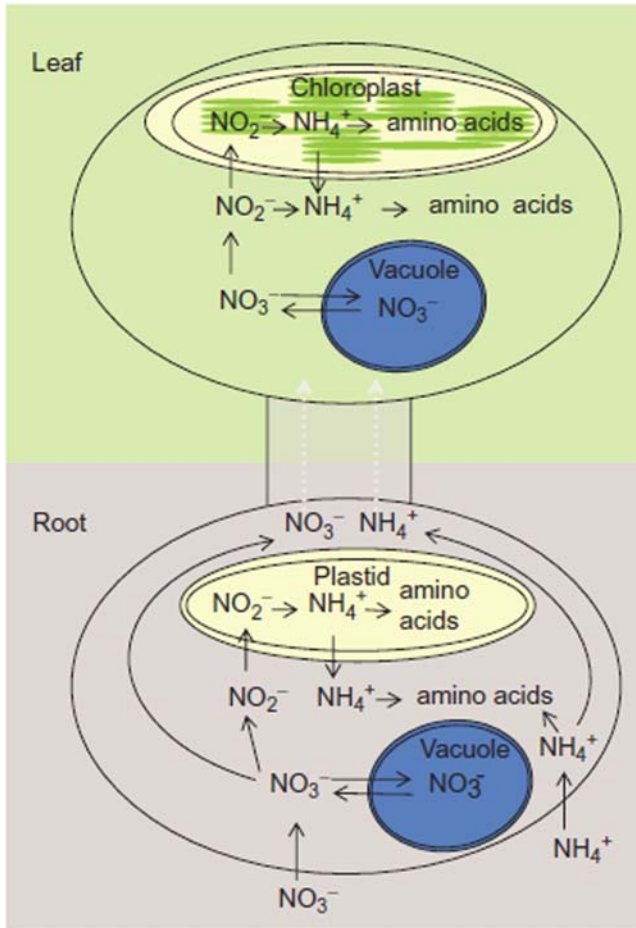 Leaf
Chloroplast
NO₂⁻ → NH₄⁺ → amino acids
NO₂⁻ → NH₄⁺ → amino acids
Vacuole
NO₃⁻ NO₃⁻
Root
NO₃⁻ NH₄⁺
Plastid
NO₂⁻ → NH₄⁺ → amino
acids
NO₂⁻ NH₄⁺ → amino acids
Vacuole
NH₄⁺
NO₃⁻ NO₃⁻
NH₄⁺
NO₃⁻